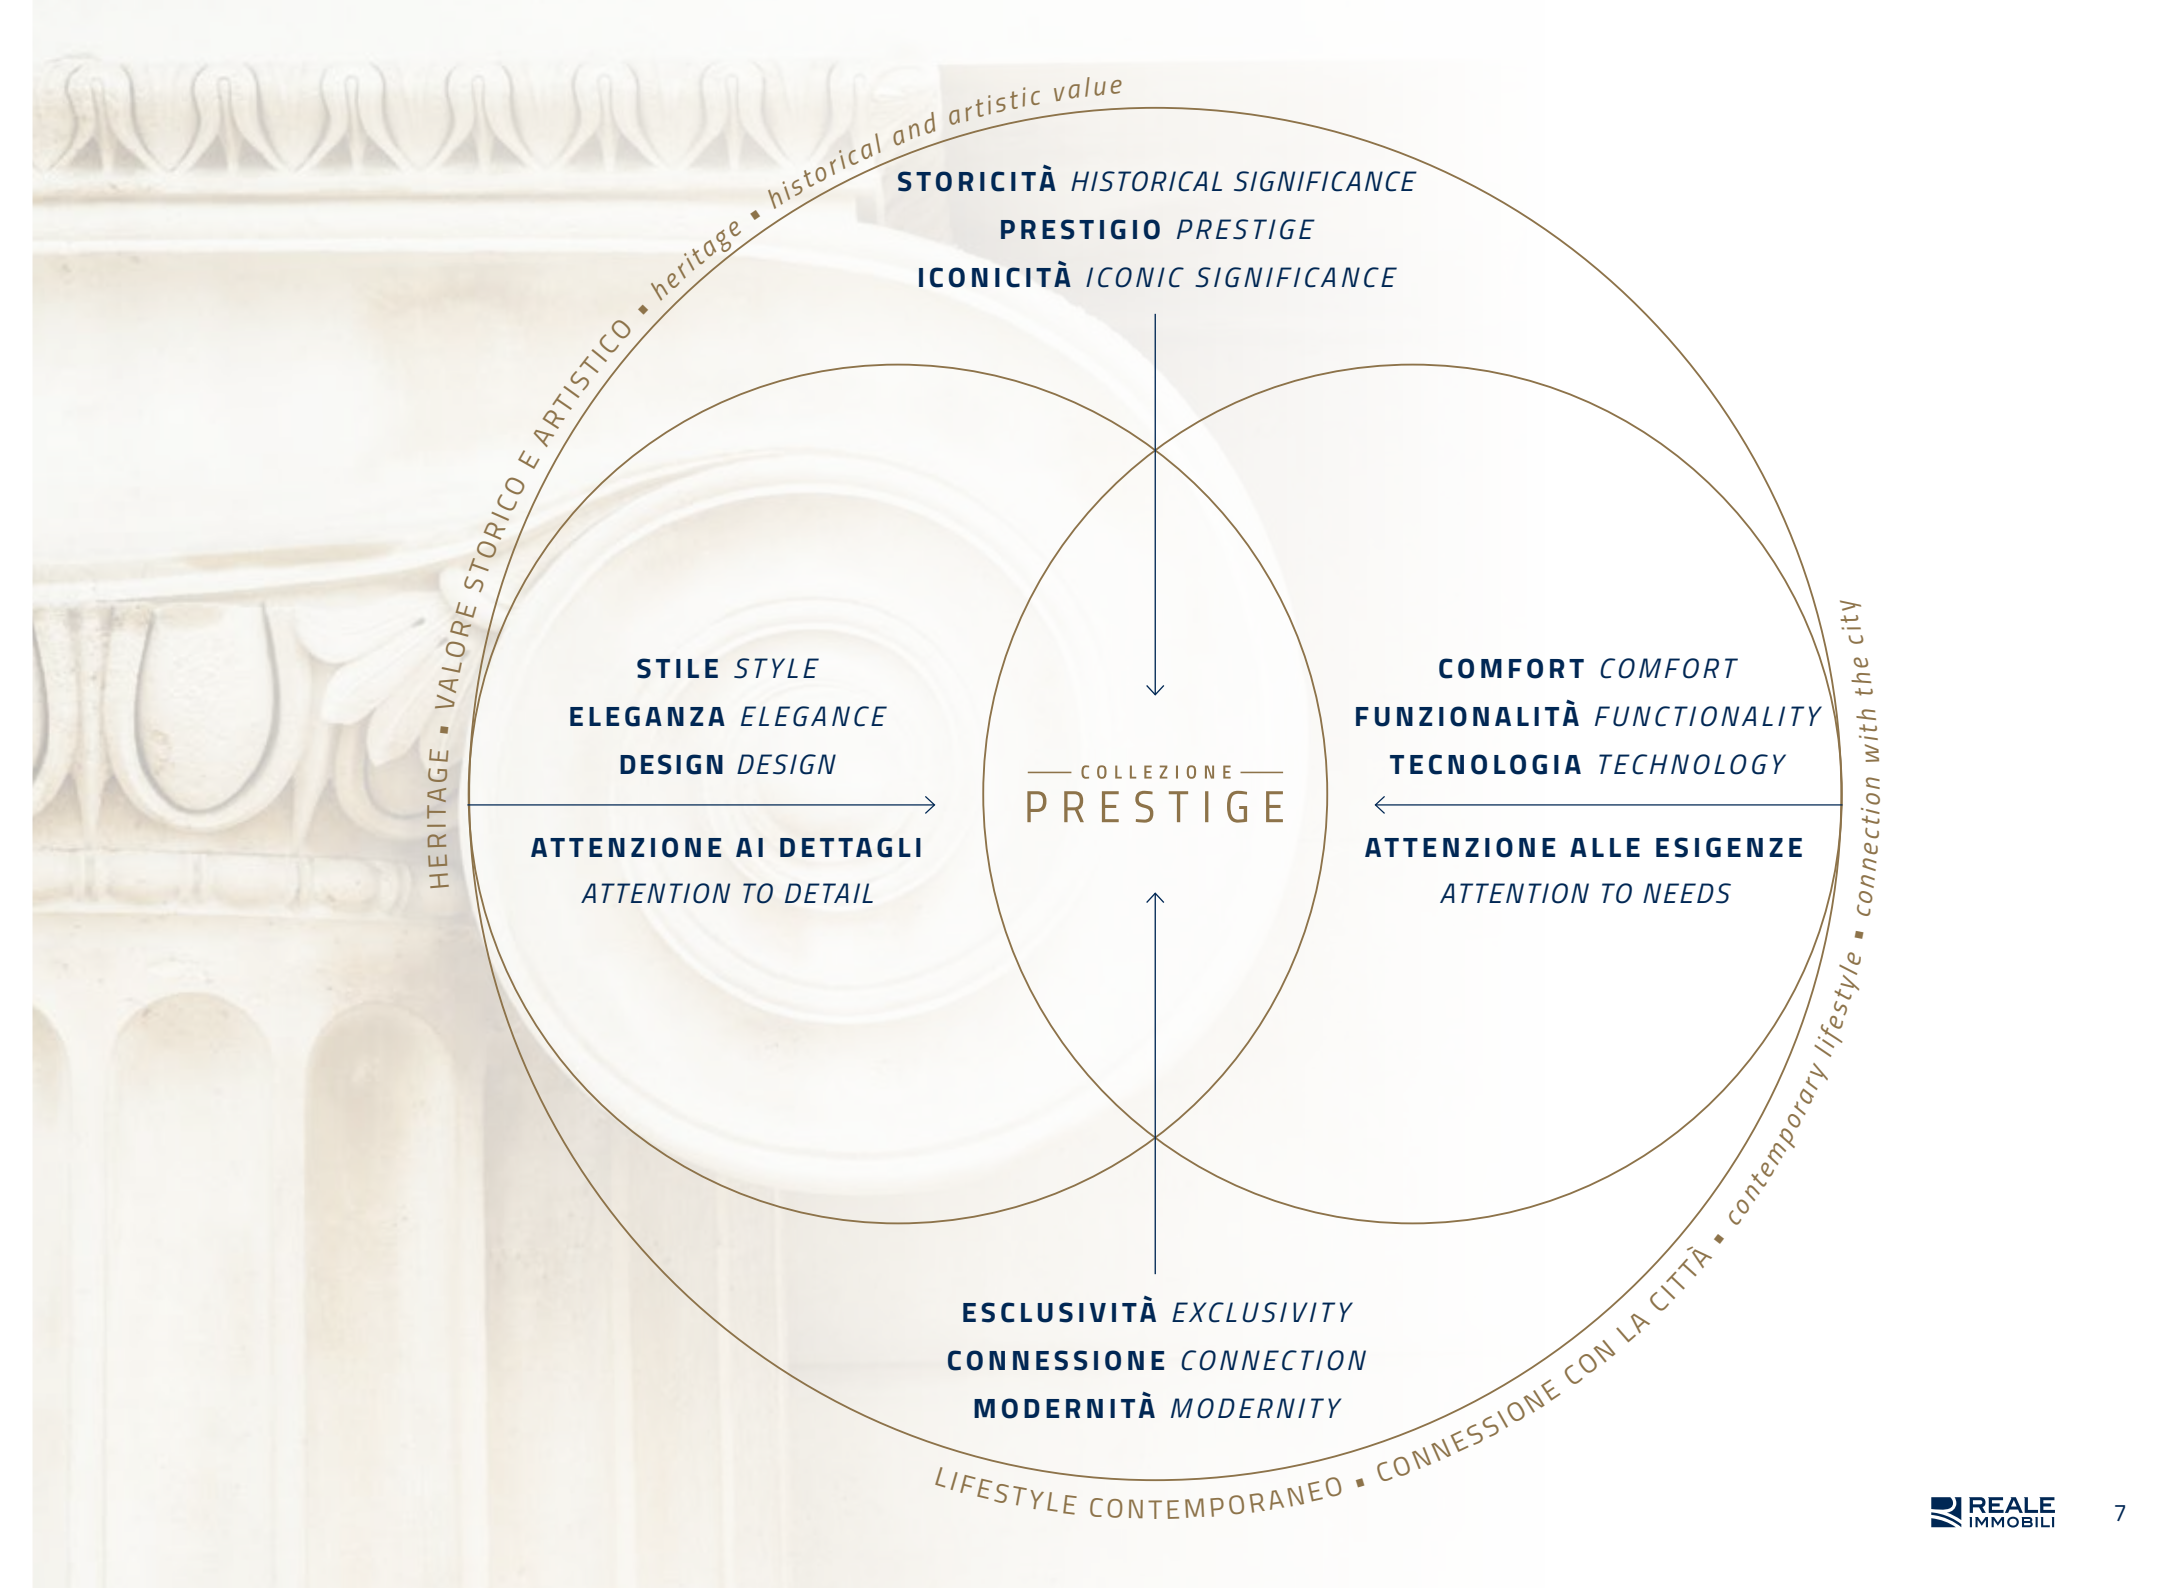 HERITAGE ▪ VALORE STORICO E ARTISTICO ▪ heritage ▪ historical and artistic value
STORICITÀ HISTORICAL SIGNIFICANCE
PRESTIGIO PRESTIGE
ICONICITÀ ICONIC SIGNIFICANCE
STILE STYLE
ELEGANZA ELEGANCE
DESIGN DESIGN
ATTENZIONE AI DETTAGLI
ATTENTION TO DETAIL
COLLEZIONE
PRESTIGE
COMFORT COMFORT
FUNZIONALITÀ FUNCTIONALITY
TECNOLOGIA TECHNOLOGY
ATTENZIONE ALLE ESIGENZE
ATTENTION TO NEEDS
ESCLUSIVITÀ EXCLUSIVITY
CONNESSIONE CONNECTION
MODERNITÀ MODERNITY
LIFESTYLE CONTEMPORANEO ▪ CONNESSIONE CON LA CITTÀ ▪ contemporary lifestyle ▪ connection with the city
REALE
IMMOBILI
7